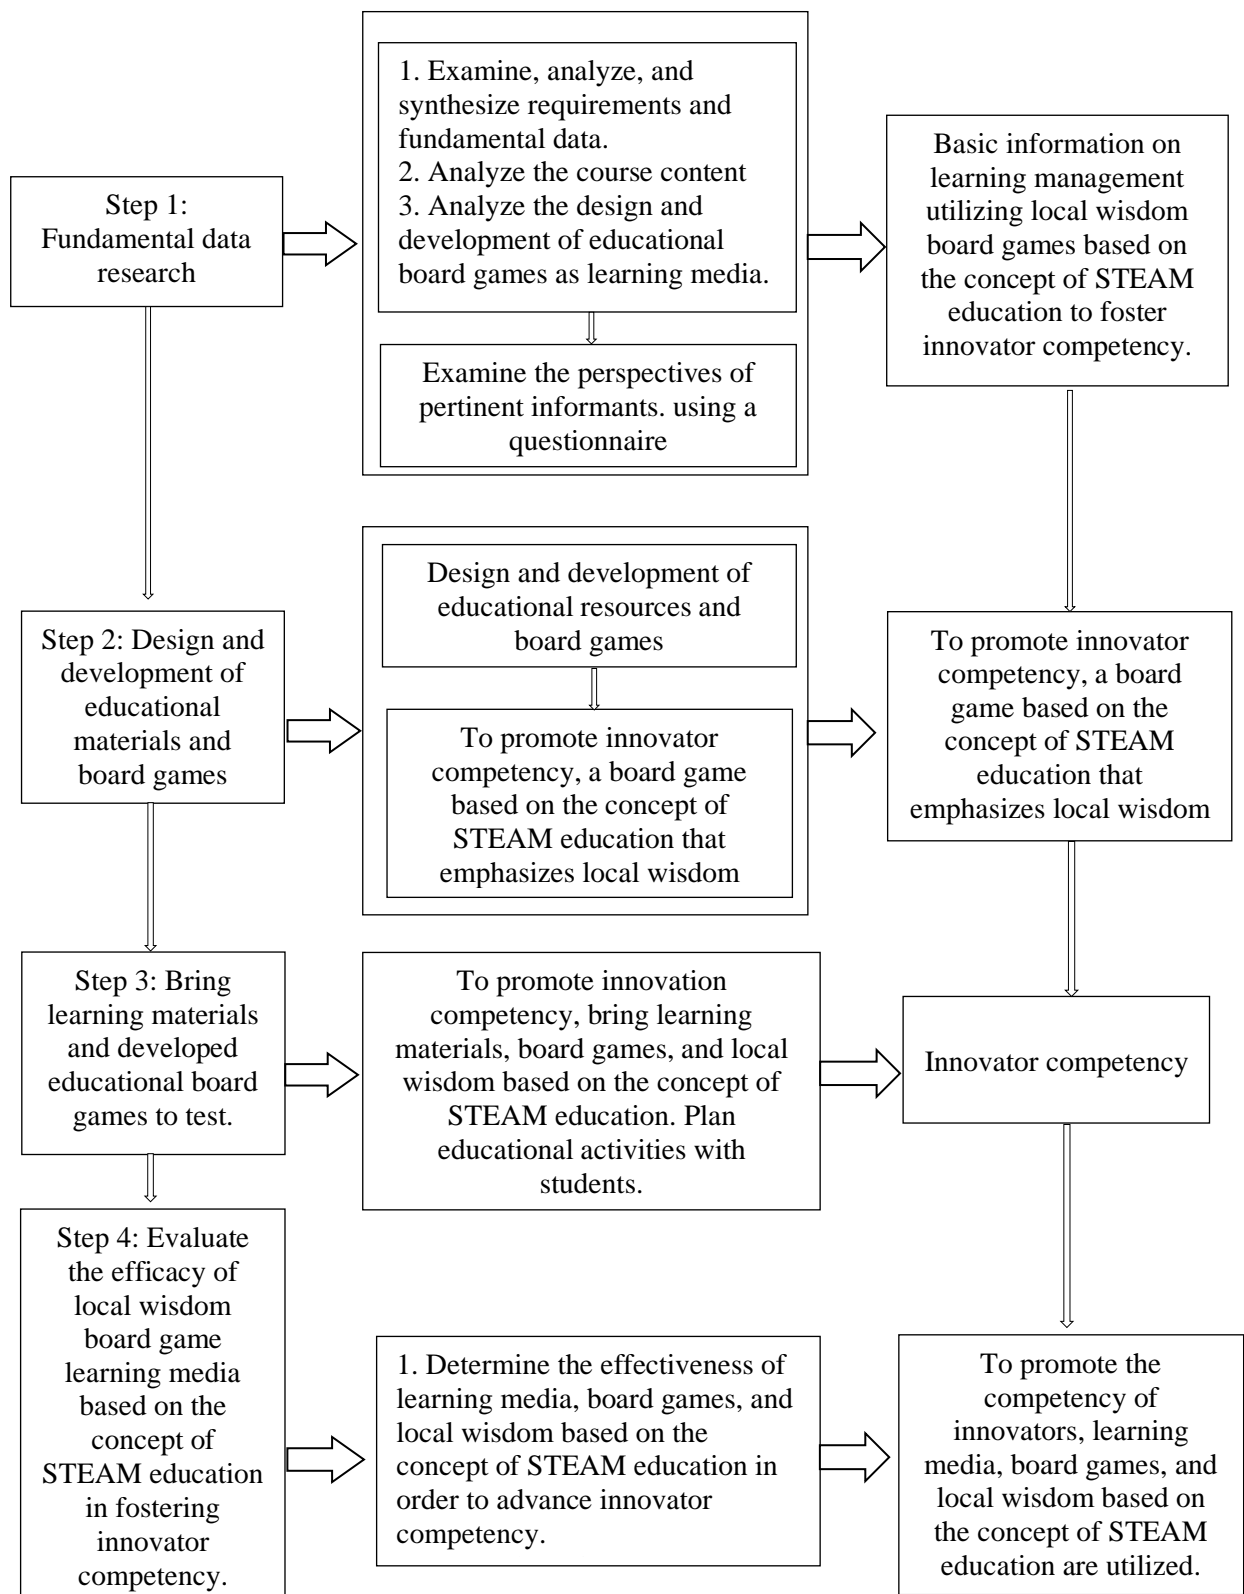 Step 1:
Fundamental data
research
1. Examine, analyze, and
synthesize requirements and
fundamental data.
2. Analyze the course content
3. Analyze the design and
development of educational
board games as learning media.
Examine the perspectives of
pertinent informants. using a
questionnaire
Basic information on
learning management
utilizing local wisdom
board games based on
the concept of STEAM
education to foster
innovator competency.
Step 2: Design and
development of
educational
materials and
board games
Design and development of
educational resources and
board games
To promote innovator
competency, a board game
based on the concept of
STEAM education that
emphasizes local wisdom
To promote innovator
competency, a board
game based on the
concept of STEAM
education that
emphasizes local wisdom
Step 3: Bring
learning materials
and developed
educational board
games to test.
To promote innovation
competency, bring learning
materials, board games, and local
wisdom based on the concept of
STEAM education. Plan
educational activities with
students.
Innovator competency
Step 4: Evaluate
the efficacy of
local wisdom
board game
learning media
based on the
concept of
STEAM education
in fostering
innovator
competency.
1. Determine the effectiveness of
learning media, board games, and
local wisdom based on the
concept of STEAM education in
order to advance innovator
competency.
To promote the
competency of
innovators, learning
media, board games, and
local wisdom based on
the concept of STEAM
education are utilized.